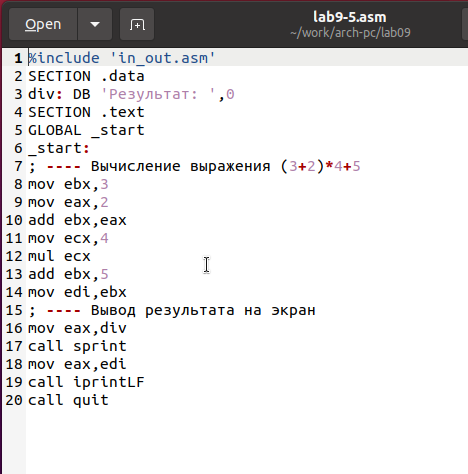 Open
lab9-5.asm
~/work/arch-pc/lab09
1 %include 'in_out.asm'
2 SECTION .data
3 div: DB 'Результат: ',0
4 SECTION .text
5 GLOBAL _start
6 _start:
7 ; ---- Вычисление выражения (3+2)*4+5
8 mov ebx,3
9 mov eax,2
10 add ebx,eax
11 mov ecx,4
12 mul ecx
13 add ebx,5
14 mov edi,ebx
15 ; ---- Вывод результата на экран
16 mov eax,div
17 call sprint
18 mov eax,edi
19 call iprintLF
20 call quit